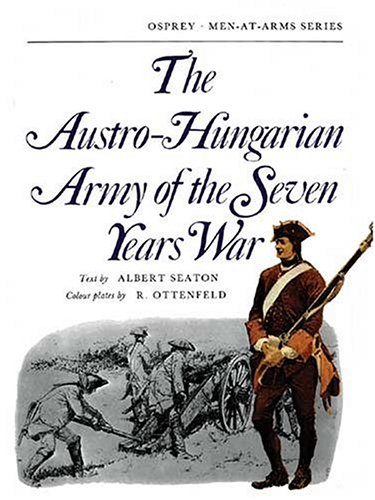 OSPREY · MEN-AT-ARMS SERIES
The
Austro-Hungarian
Army of the Seven
Years War
Text by ALBERT SEATON
Colour plates by R. OTTENFELD